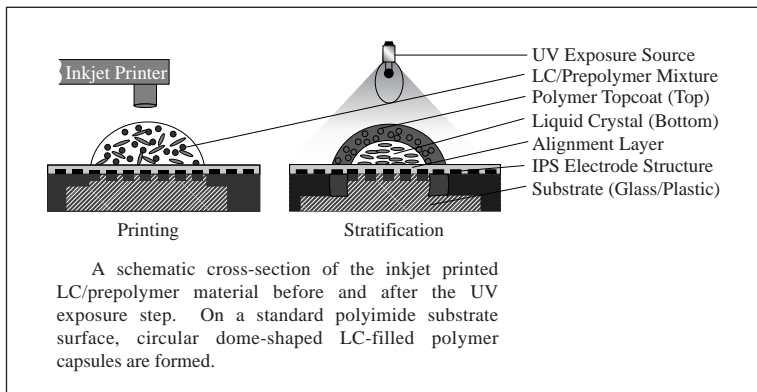 Inkjet Printer
UV Exposure Source
LC/Prepolymer Mixture
Polymer Topcoat (Top)
Liquid Crystal (Bottom)
Alignment Layer
IPS Electrode Structure
Substrate (Glass/Plastic)
Printing
Stratification
A schematic cross-section of the inkjet printed
LC/prepolymer material before and after the UV
exposure step. On a standard polyimide substrate
surface, circular dome-shaped LC-filled polymer
capsules are formed.